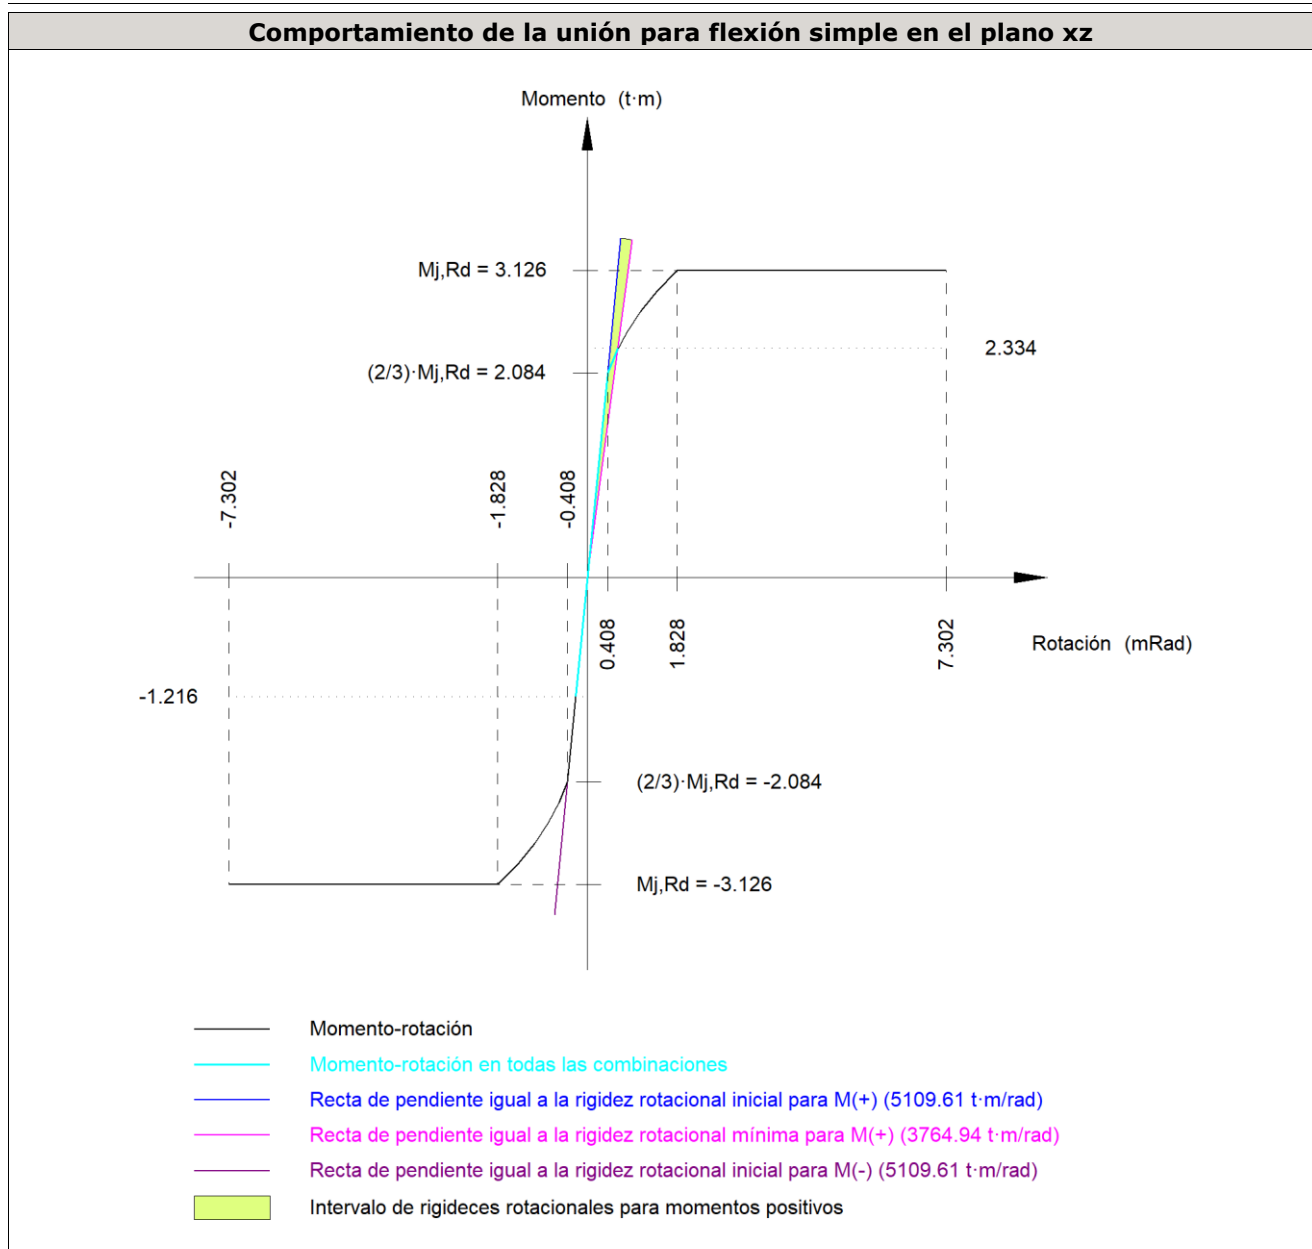 Comportamiento de la unión para flexión simple en el plano xz
Momento (t·m)
Mj,Rd = 3.126
2.334
(2/3)·Mj,Rd = 2.084
-7.302
-1.828
-0.408
0.408
1.828
7.302
Rotación (mRad)
-1.216
(2/3)·Mj,Rd = -2.084
Mj,Rd = -3.126
Momento-rotación
Momento-rotación en todas las combinaciones
Recta de pendiente igual a la rigidez rotacional inicial para M(+) (5109.61 t·m/rad)
Recta de pendiente igual a la rigidez rotacional mínima para M(+) (3764.94 t·m/rad)
Recta de pendiente igual a la rigidez rotacional inicial para M(-) (5109.61 t·m/rad)
Intervalo de rigideces rotacionales para momentos positivos